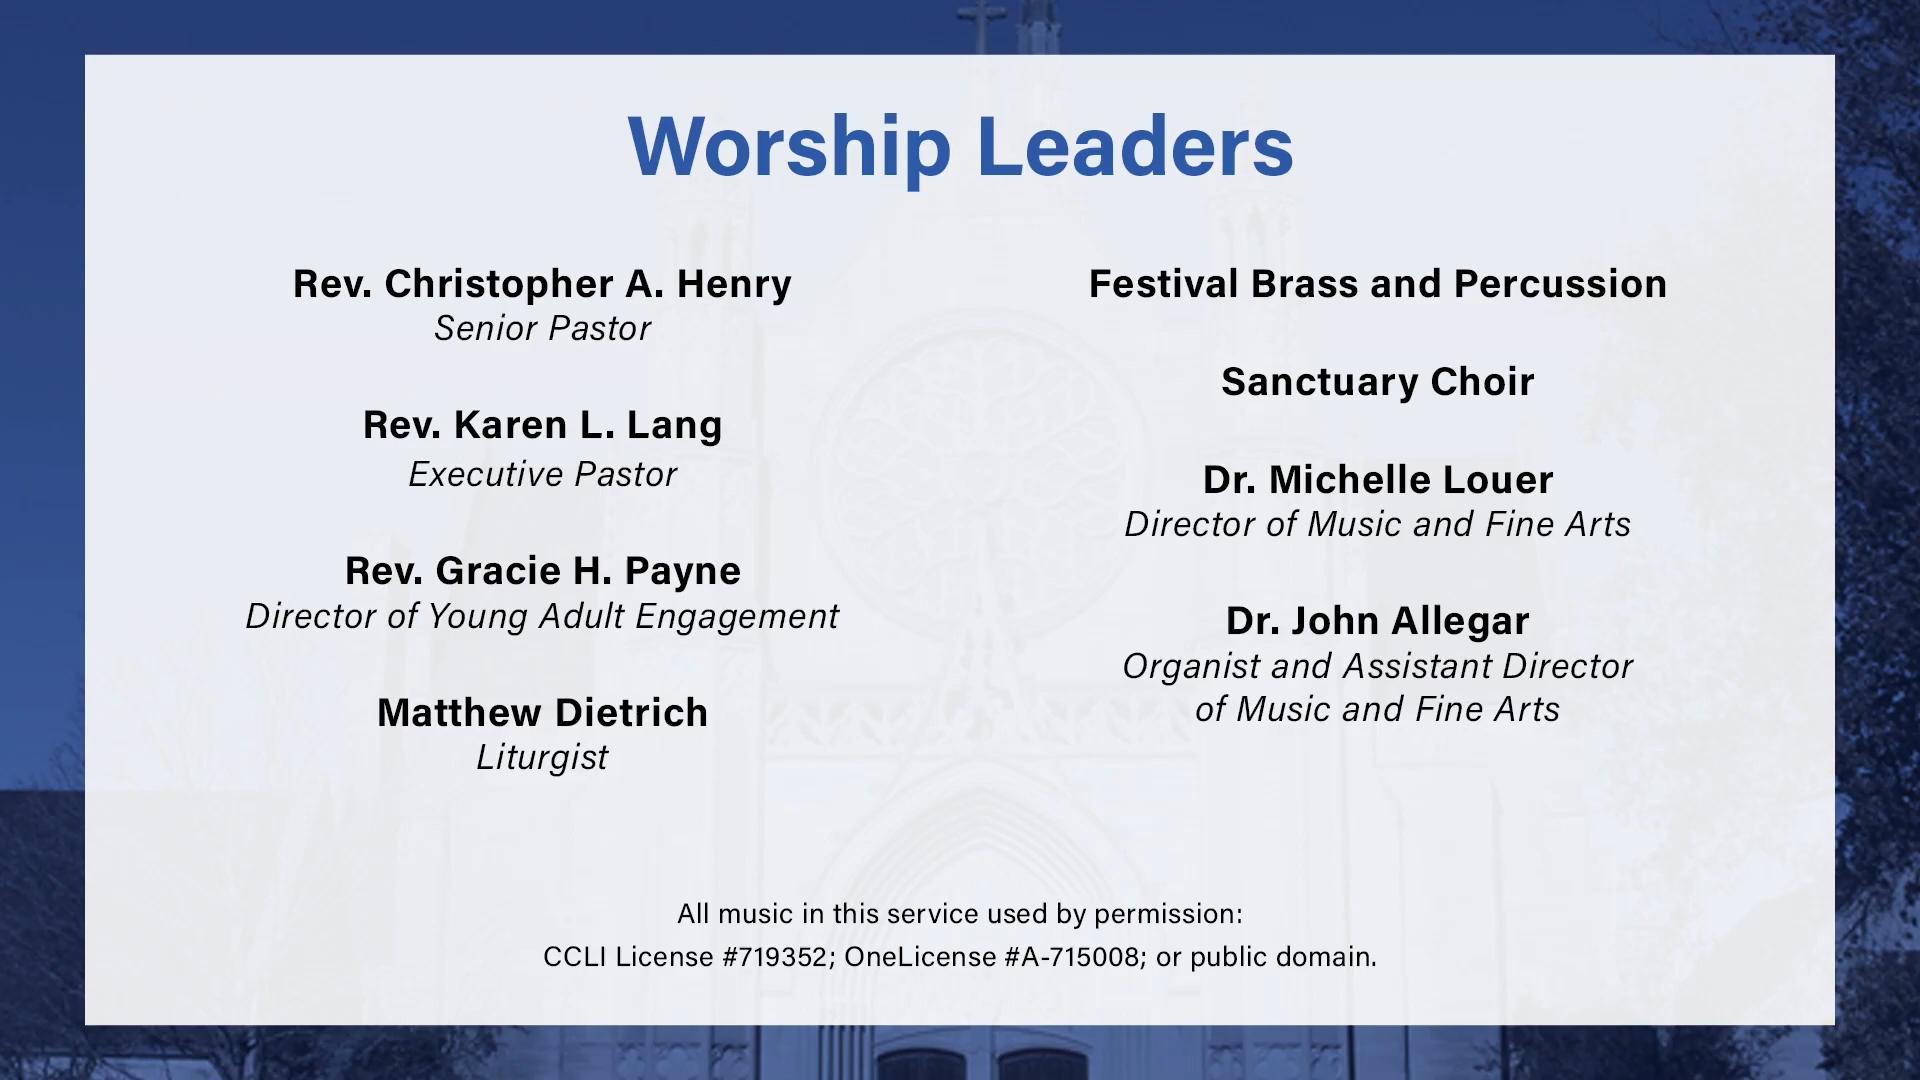 Worship Leaders
Rev. Christopher A. Henry
Senior Pastor
Rev. Karen L. Lang
Executive Pastor
Rev. Gracie H. Payne
Director of Young Adult Engagement
Matthew Dietrich
Liturgist
Festival Brass and Percussion
Sanctuary Choir
Dr. Michelle Louer
Director of Music and Fine Arts
Dr. John Allegar
Organist and Assistant Director
of Music and Fine Arts
All music in this service used by permission:
CCLI License #719352; OneLicense #A-715008; or public domain.